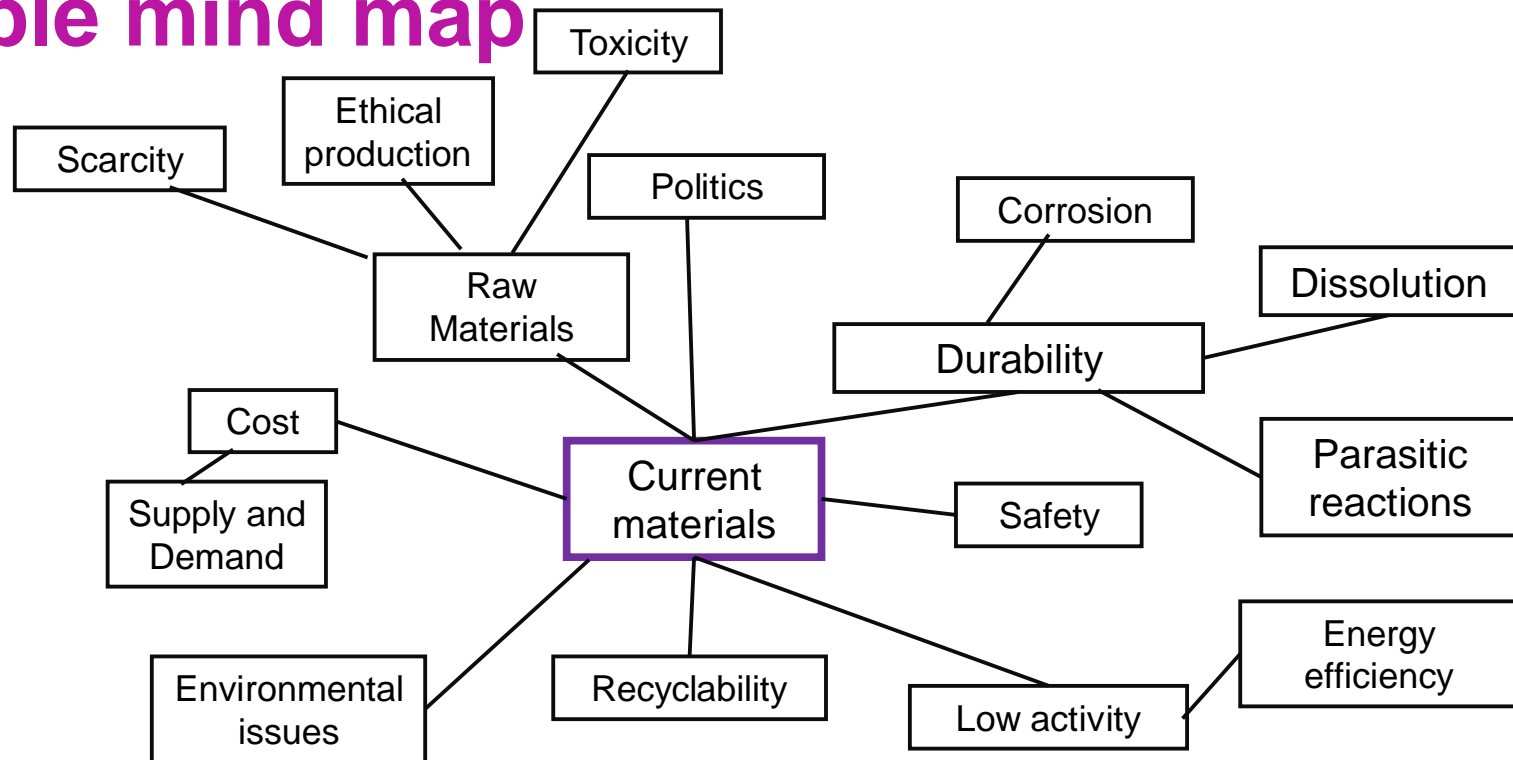 ple mind map
Toxicity
Ethical
production
Scarcity
Politics
Corrosion
Raw
Materials
Dissolution
Durability
Cost
Parasitic
reactions
Current
materials
Supply and
Demand
Safety
Energy
efficiency
Environmental
issues
Recyclability
Low activity